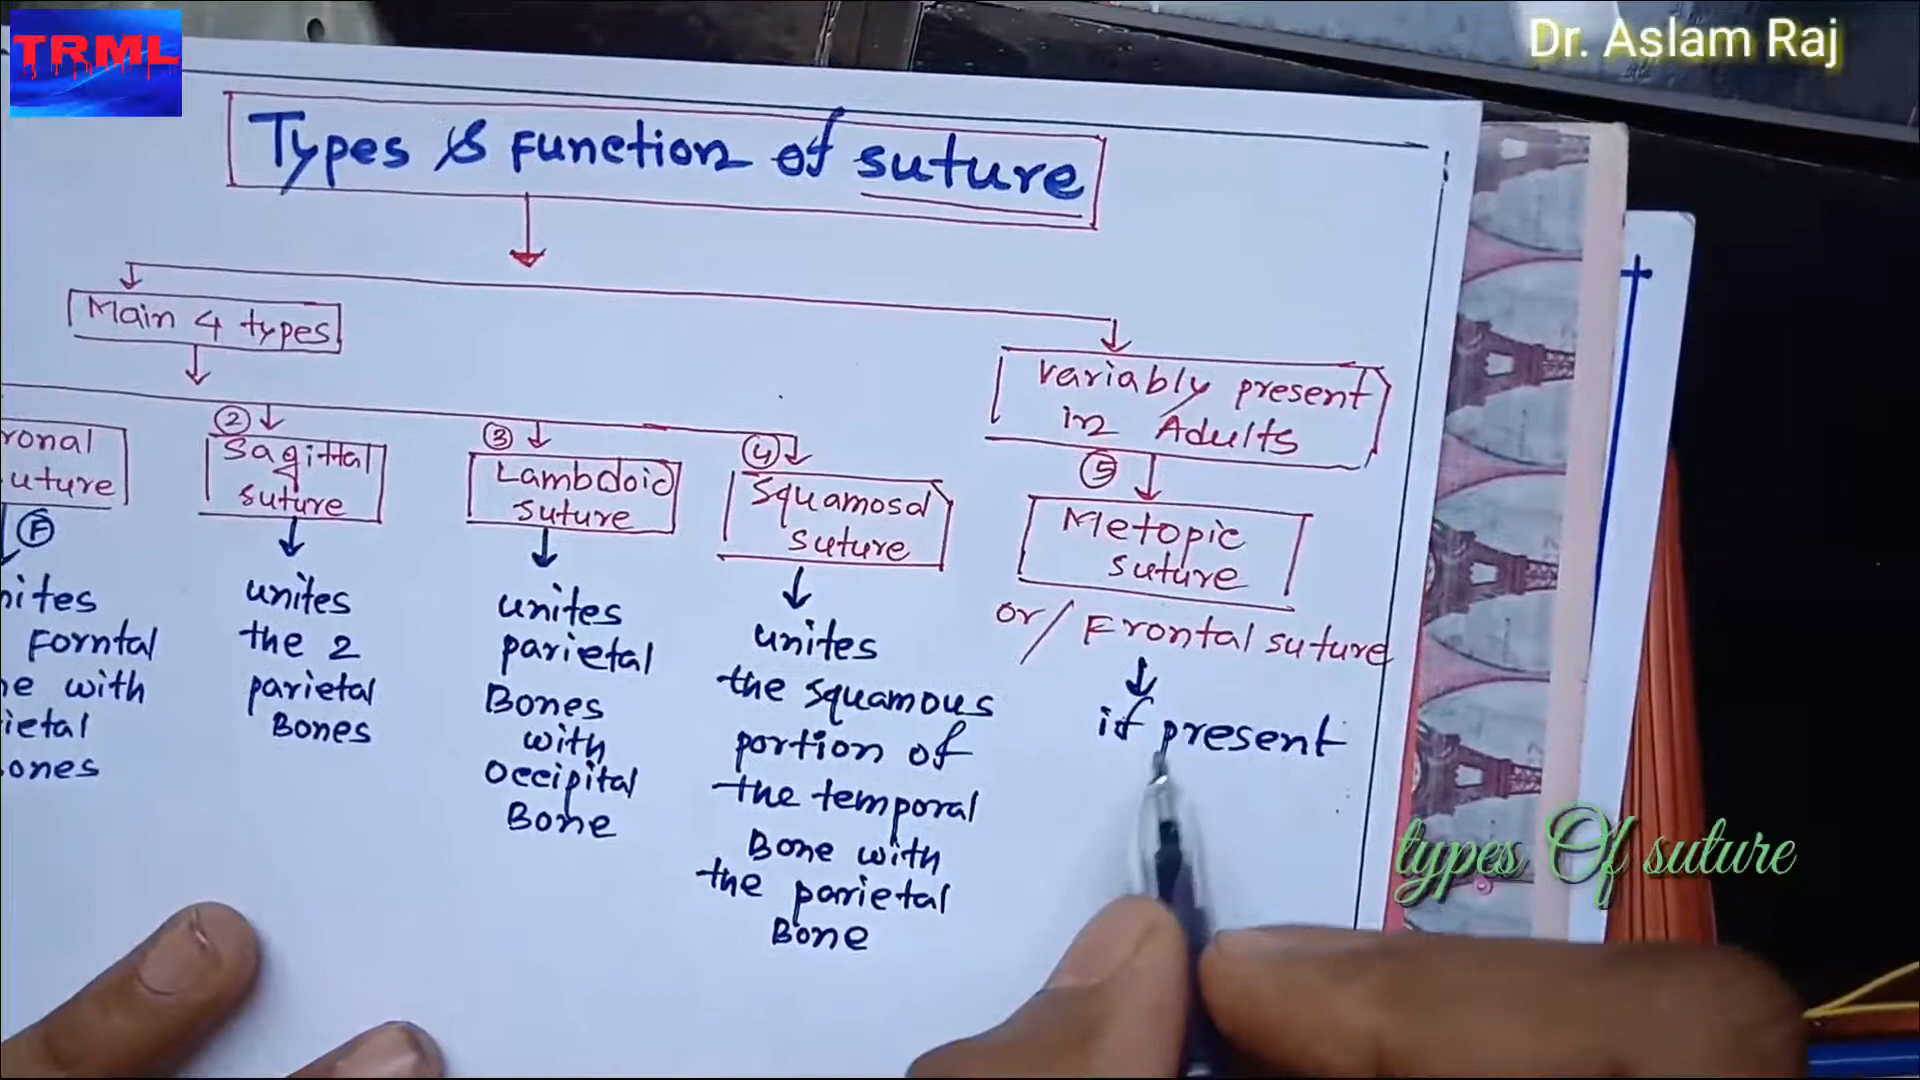 TRML
Dr. Aslam Raj
Types & function of suture
Main 4 types
Variably present
in Adults
ronal
uture
F
nites
Forntal
ne with
ietal
ones
2
Sagittal
suture
unites
the 2
parietal
Bones
3
Lambdoid
suture
unites
parietal
Bones
with
Occipital
Bone
4
Squamosal
suture
unites
the squamous
portion of
the temporal
Bone with
the parietal
Bone
5
Metopic
suture
or/ Frontal suture
if present
types Of suture